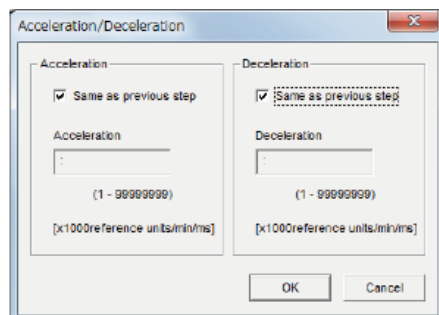 Acceleration/Deceleration
Acceleration
Same as previous step
Acceleration
:
(1 - 99999999)
[x1000reference units/min/ms]
Deceleration
Same as previous step
Deceleration
:
(1 - 99999999)
[x1000reference units/min/ms]
OK
Cancel